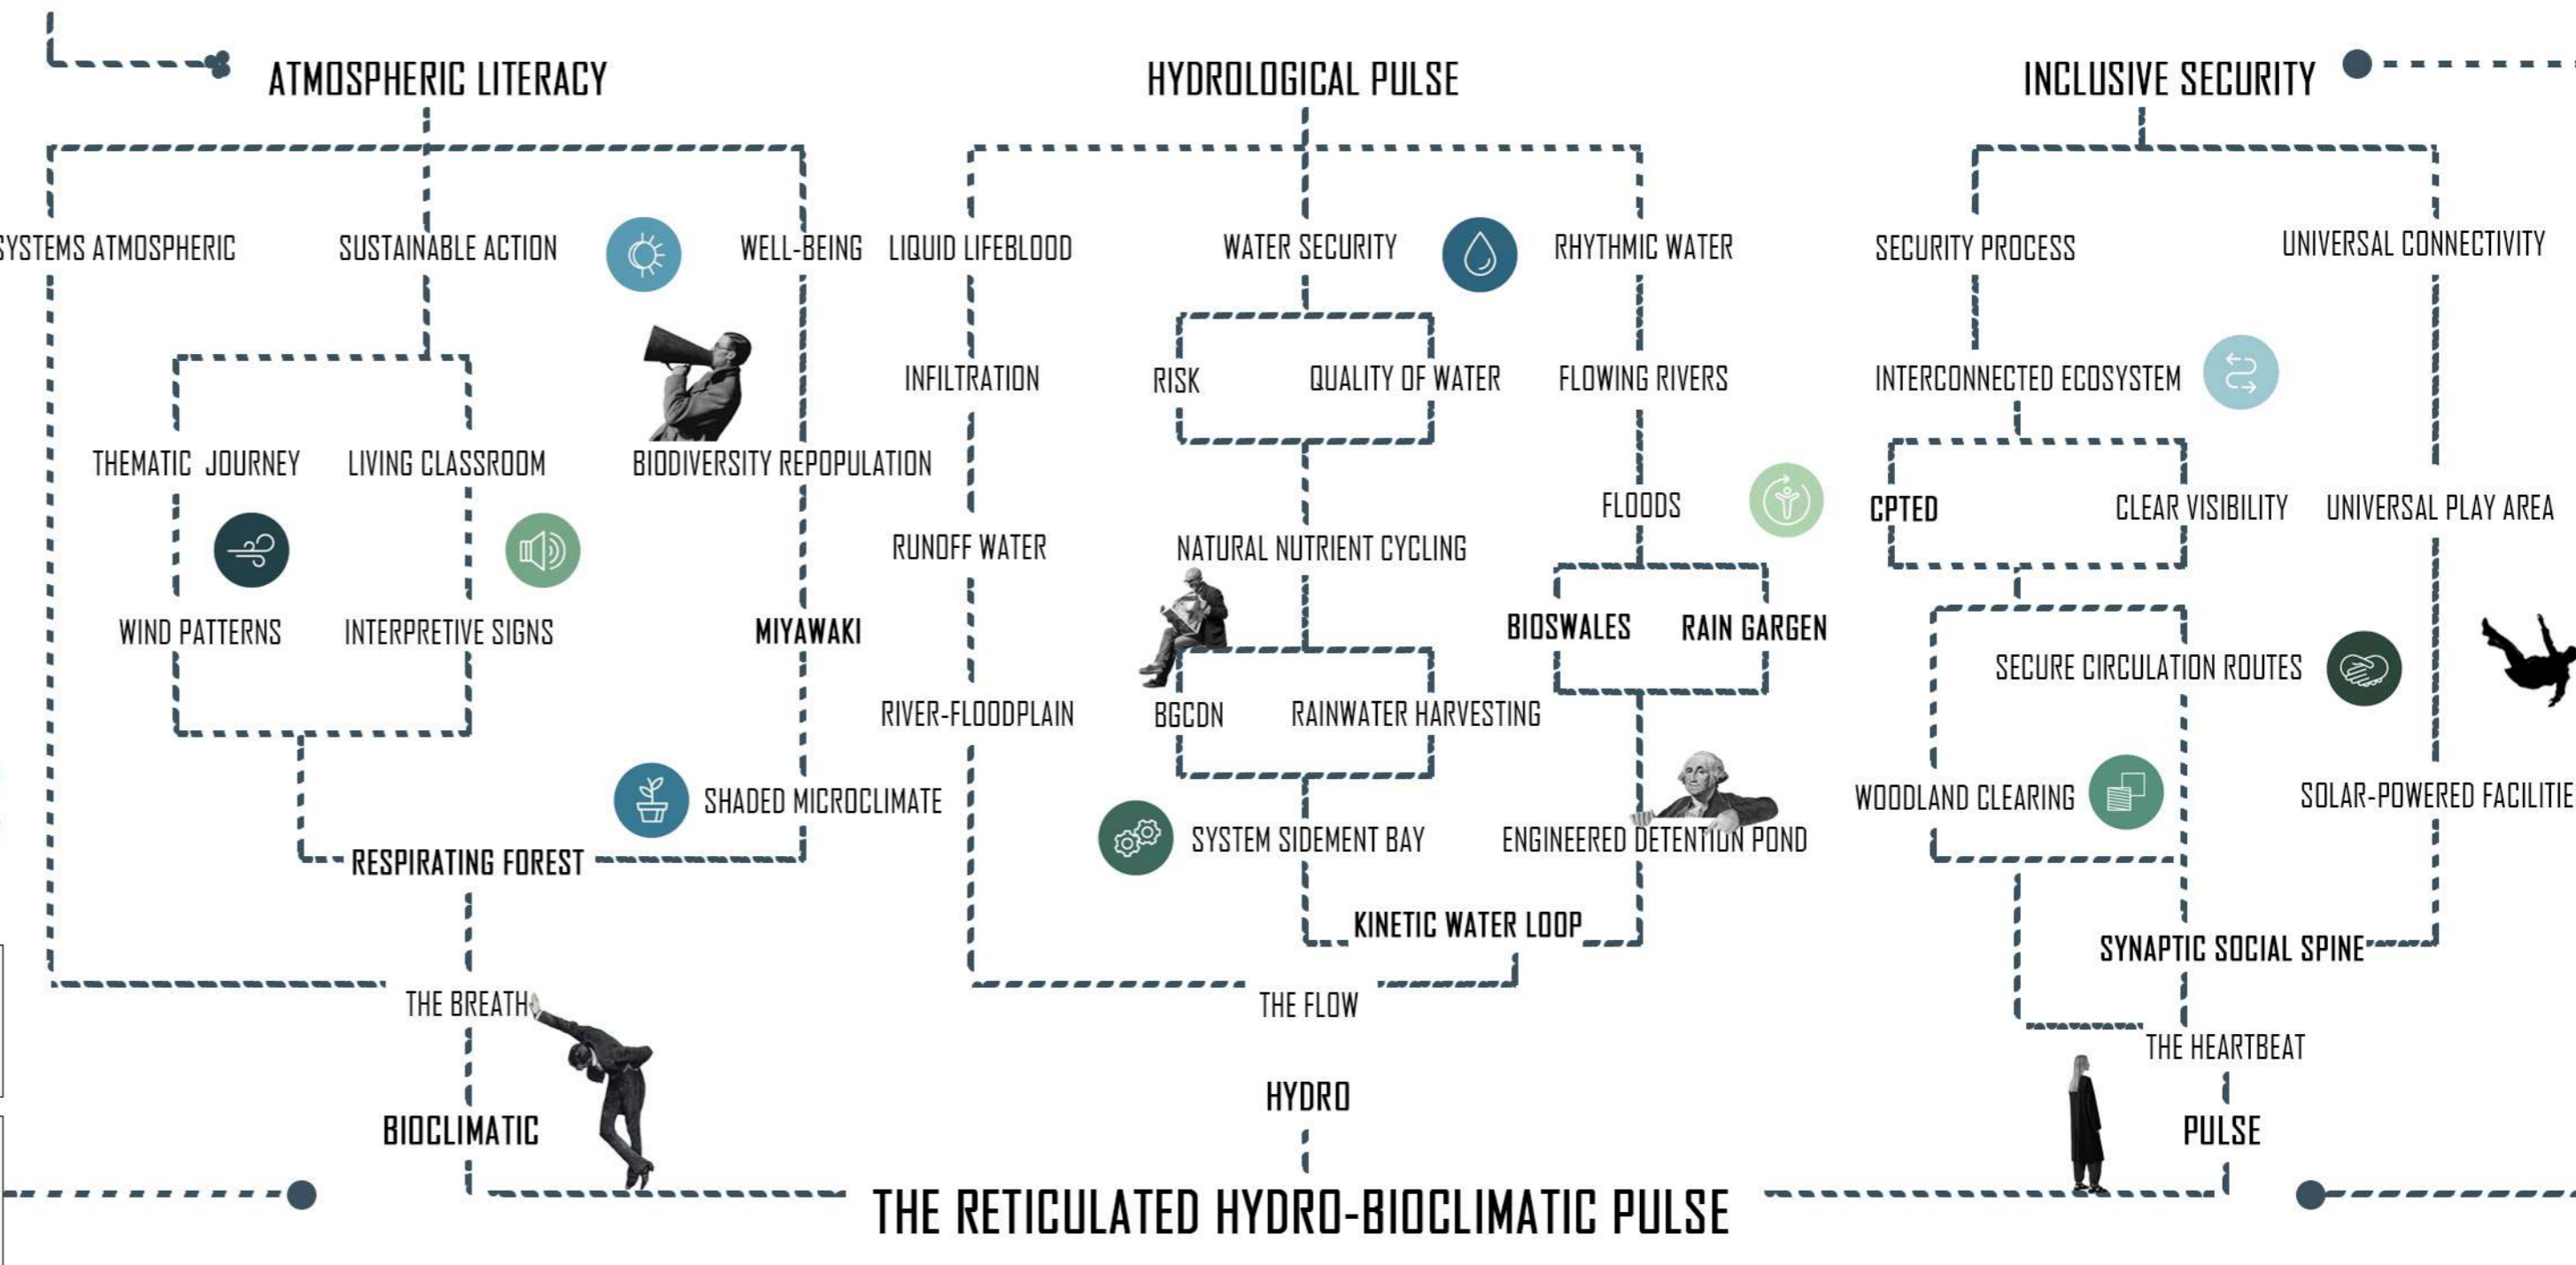 ATMOSPHERIC LITERACY
HYDROLOGICAL PULSE
INCLUSIVE SECURITY
SYSTEMS ATMOSPHERIC
SUSTAINABLE ACTION
WELL-BEING
LIQUID LIFEBLOOD
WATER SECURITY
RHYTHMIC WATER
SECURITY PROCESS
UNIVERSAL CONNECTIVITY
INFILTRATION
RISK
QUALITY OF WATER
FLOWING RIVERS
INTERCONNECTED ECOSYSTEM
THEMATIC JOURNEY
LIVING CLASSROOM
BIODIVERSITY REPOPULATION
FLOODS
CPTED
CLEAR VISIBILITY
UNIVERSAL PLAY AREA
RUNOFF WATER
NATURAL NUTRIENT CYCLING
WIND PATTERNS
INTERPRETIVE SIGNS
MIYAWAKI
BIOSWALES
RAIN GARGEN
SECURE CIRCULATION ROUTES
RIVER-FLOODPLAIN
BGCDN
RAINWATER HARVESTING
SHADED MICROCLIMATE
WOODLAND CLEARING
SOLAR-POWERED FACILITIE
SYSTEM SIDEMENT BAY
ENGINEERED DETENTION POND
RESPIRATING FOREST
KINETIC WATER LOOP
SYNAPTIC SOCIAL SPINE
THE BREATH
THE FLOW
THE HEARTBEAT
HYDRO
BIOCLIMATIC
PULSE
THE RETICULATED HYDRO-BIOCLIMATIC PULSE